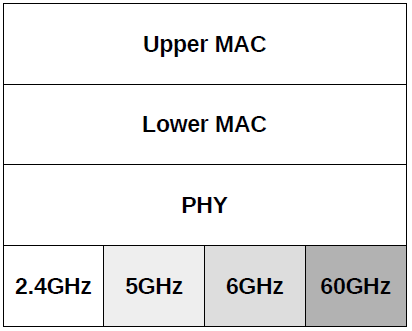 Upper MAC
Lower MAC
PHY
2.4GHz 5GHz 6GHz 60GHz